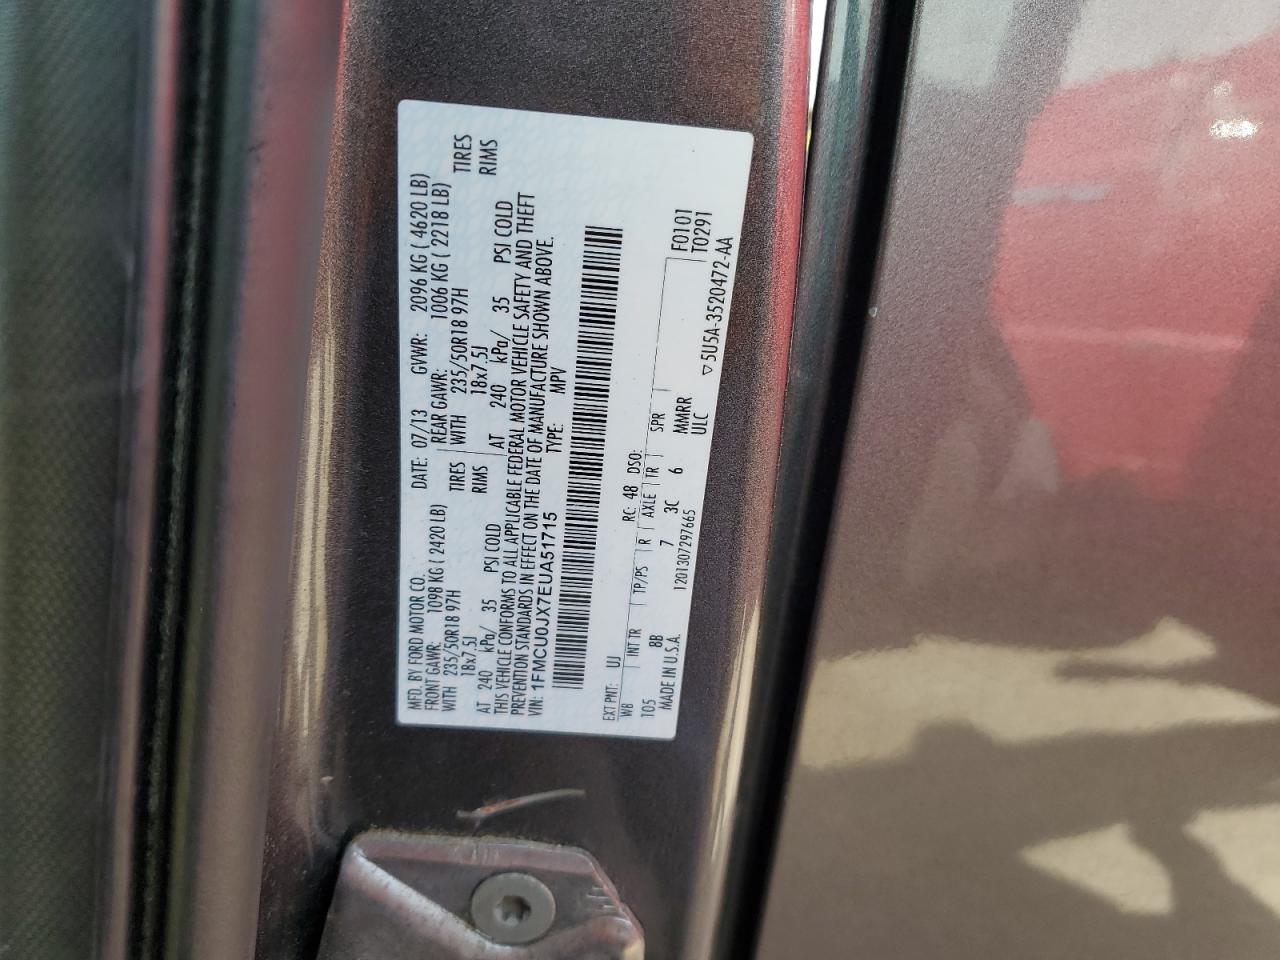 MFD. BY FORD MOTOR CO. DATE: 07/13 GVWR: 2096 KG ( 4620 LB)
FRONT GAWR: 1098 KG ( 2420 LB) REAR GAWR: 1006 KG ( 2218 LB)
WITH 235/50R18 97H TIRES WITH 235/50R18 97H TIRES
18x7.5J RIMS 18x7.5J RIMS
AT 240 kPa/ 35 PSI COLD AT 240 kPa/ 35 PSI COLD
THIS VEHICLE CONFORMS TO ALL APPLICABLE FEDERAL MOTOR VEHICLE SAFETY AND THEFT
PREVENTION STANDARDS IN EFFECT ON THE DATE OF MANUFACTURE SHOWN ABOVE.
VIN: 1FMCU0JX7EUA51715 TYPE: MPV
EXT PNT: UJ RC: 48 DSO:
WB INT TR TP/PS R AXLE TR SPR F0101
105 8B 7 3C 6 MMRR T0291
MADE IN U.S.A. 1201307297665 ULC ▽5U5A-3520472-AA